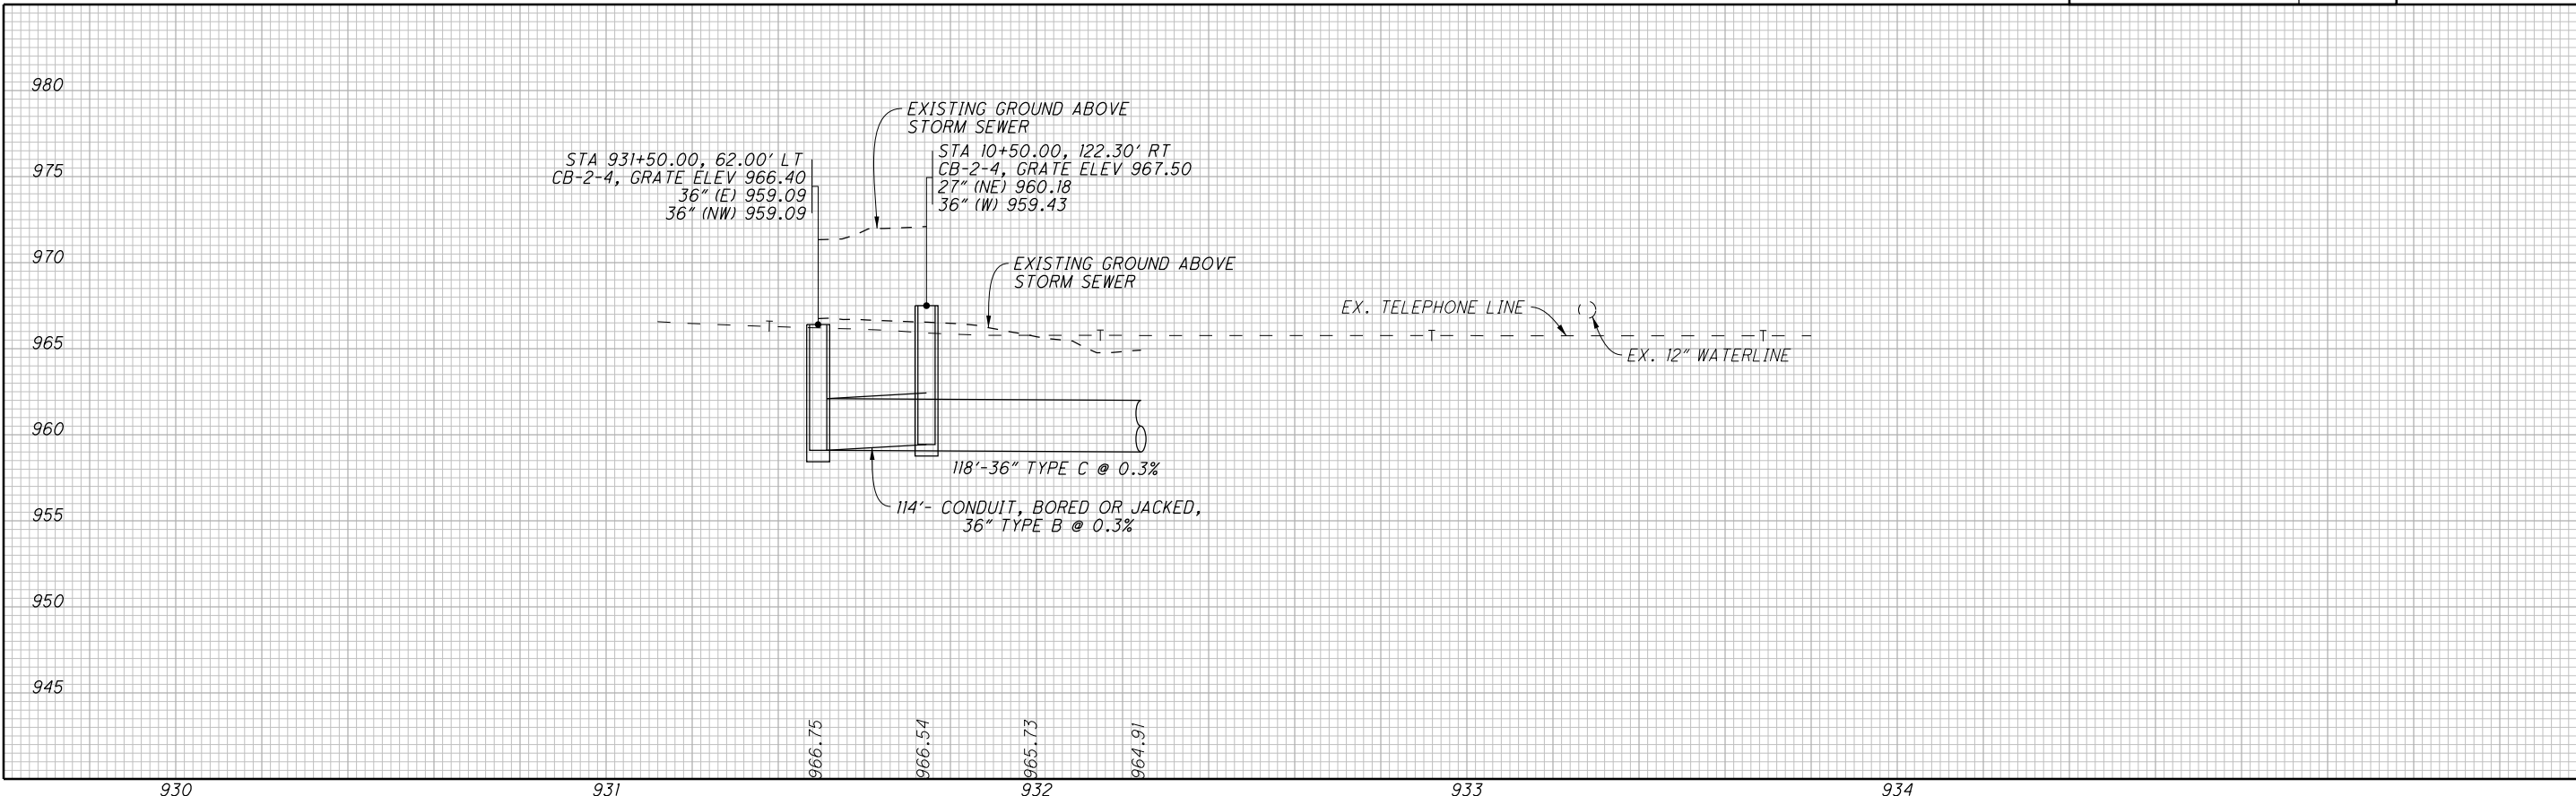 980
EXISTING GROUND ABOVE
STORM SEWER
STA 931+50.00, 62.00' LT
CB-2-4, GRATE ELEV 966.40
36" (E) 959.09
36" (NW) 959.09
STA 10+50.00, 122.30' RT
CB-2-4, GRATE ELEV 967.50
27" (NE) 960.18
36" (W) 959.43
975
970
EXISTING GROUND ABOVE
STORM SEWER
EX. TELEPHONE LINE
T
T
T
T
965
EX. 12" WATERLINE
960
118'-36" TYPE C @ 0.3%
114'- CONDUIT, BORED OR JACKED,
36" TYPE B @ 0.3%
955
950
945
966.75
966.54
965.73
964.91
930
931
932
933
934